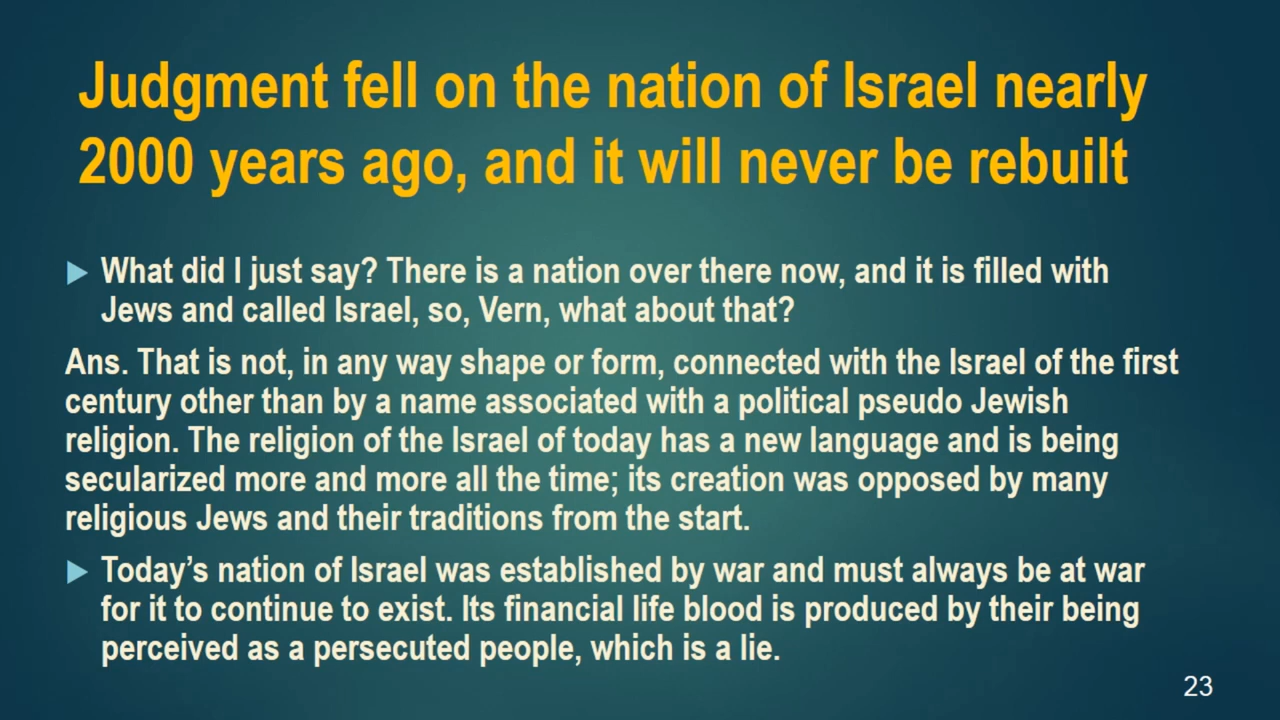 Judgment fell on the nation of Israel nearly
2000 years ago, and it will never be rebuilt
What did I just say? There is a nation over there now, and it is filled with
Jews and called Israel, so, Vern, what about that?
Ans. That is not, in any way shape or form, connected with the Israel of the first
century other than by a name associated with a political pseudo Jewish
religion. The religion of the Israel of today has a new language and is being
secularized more and more all the time; its creation was opposed by many
religious Jews and their traditions from the start.
Today’s nation of Israel was established by war and must always be at war
for it to continue to exist. Its financial life blood is produced by their being
perceived as a persecuted people, which is a lie.
23